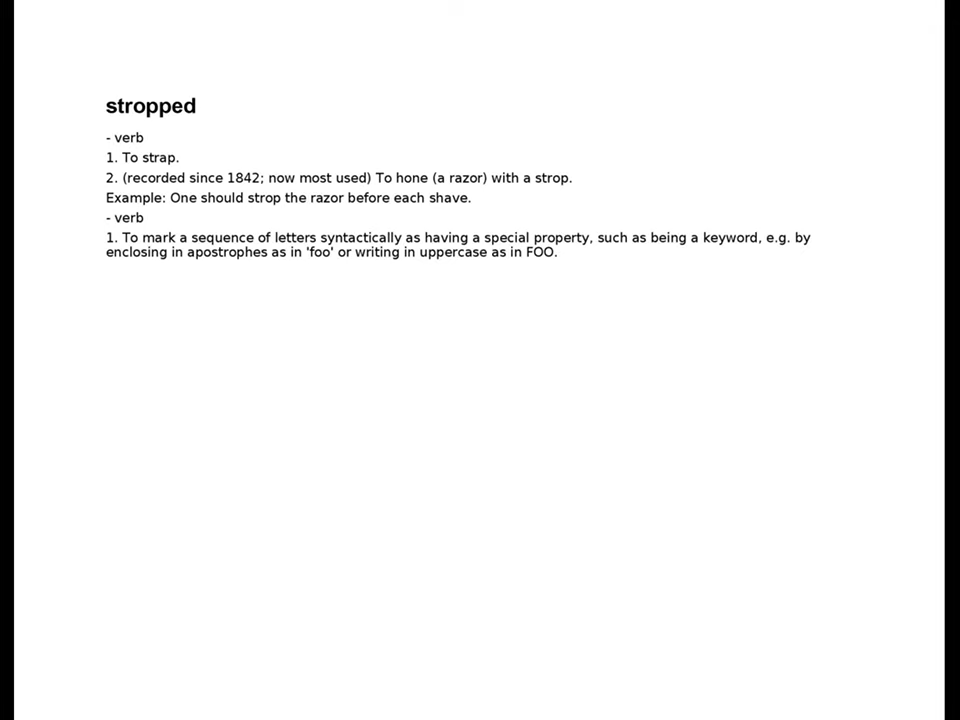 stropped
- verb
1. To strap.
2. (recorded since 1842; now most used) To hone (a razor) with a strop.
Example: One should strop the razor before each shave.
- verb
1. To mark a sequence of letters syntactically as having a special property, such as being a keyword, e.g. by
enclosing in apostrophes as in 'foo' or writing in uppercase as in FOO.